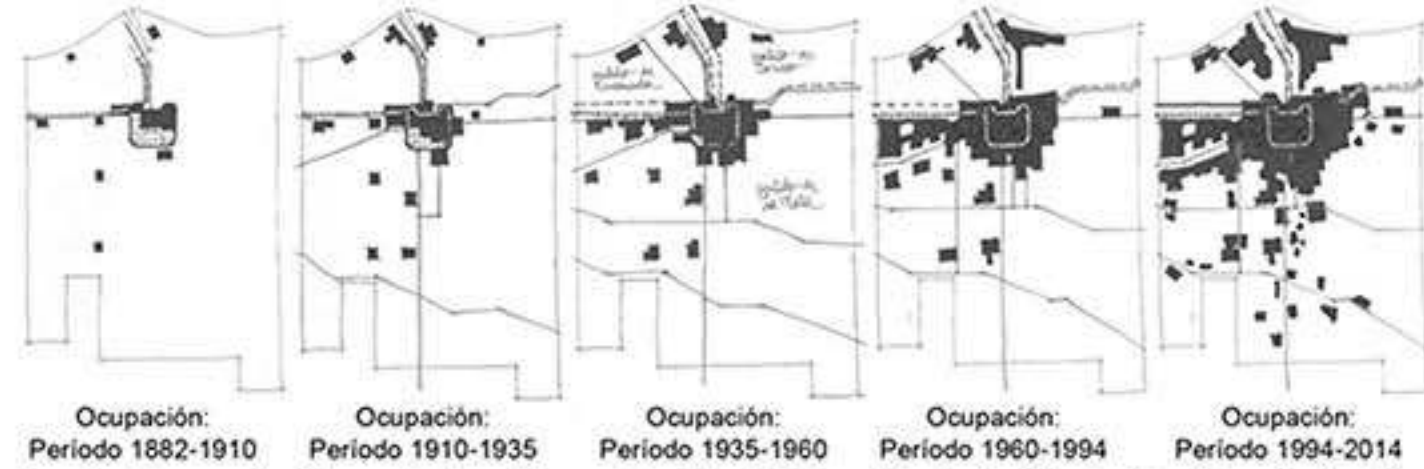 Ocupación:
Período 1882-1910
Ocupación:
Período 1910-1935
Ocupación:
Período 1935-1960
Ocupación:
Período 1960-1994
Ocupación:
Período 1994-2014